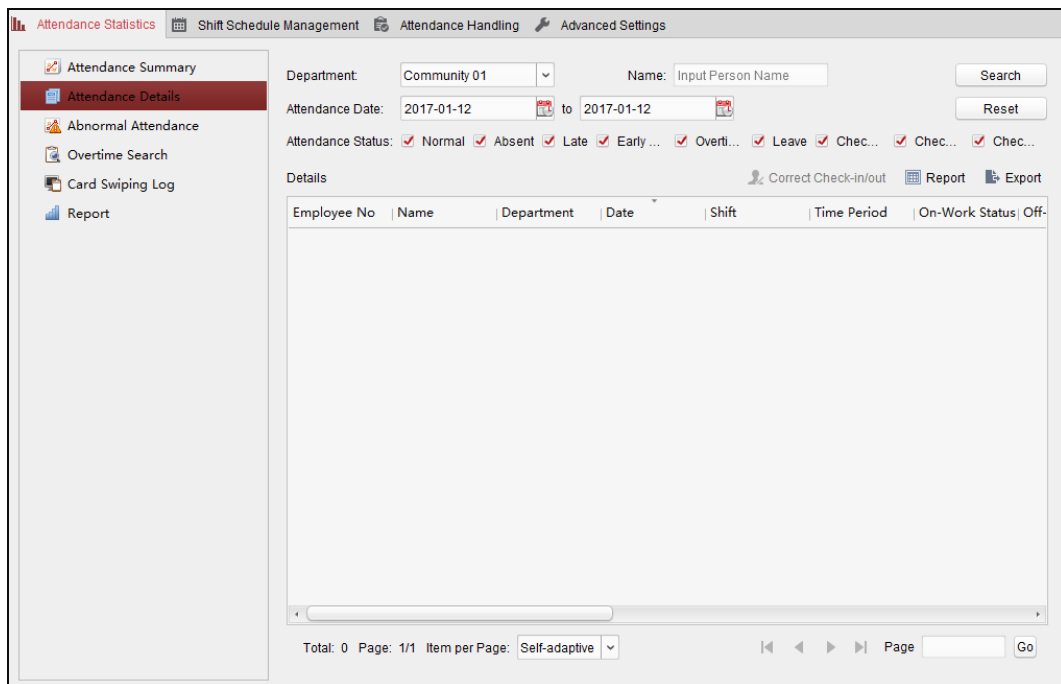 Attendance Statistics Shift Schedule Management Attendance Handling Advanced Settings
Attendance Summary
Attendance Details
Abnormal Attendance
Overtime Search
Card Swiping Log
Report
Department: Community 01 Name: Input Person Name Search
Attendance Date: 2017-01-12 to 2017-01-12 Reset
Attendance Status: Normal Absent Late Early ... Overti... Leave Chec... Chec... Chec...
Details Correct Check-in/out Report Export
Employee No Name Department Date Shift Time Period On-Work Status Off-
Total: 0 Page: 1/1 Item per Page: Self-adaptive Page Go